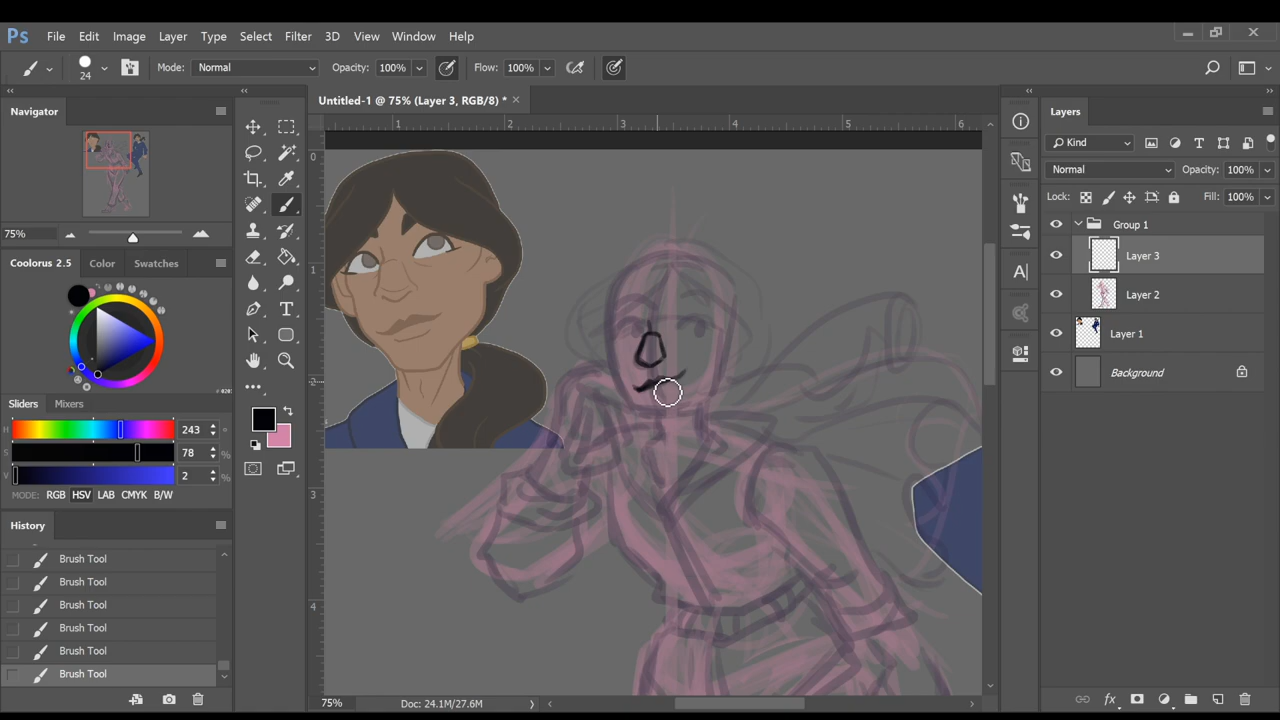 Ps File Edit Image Layer Type Select Filter 3D View Window Help
24 Mode: Normal Opacity: 100% Flow: 100%
Navigator
75%
Coolorus 2.5 Color Swatches
Sliders Mixers
H 243 °
S 78
V 2 %
MODE: RGB HSV LAB CMYK B/W
History
Brush Tool
Brush Tool
Brush Tool
Brush Tool
Brush Tool
Brush Tool
Untitled-1 @ 75% (Layer 3, RGB/8) *
1 2 3 4 5 6
0
1
2
3
4
75% Doc: 24.1M/27.6M
Layers
Kind
Normal Opacity: 100%
Lock: Fill: 100%
Group 1
Layer 3
Layer 2
Layer 1
Background
fx